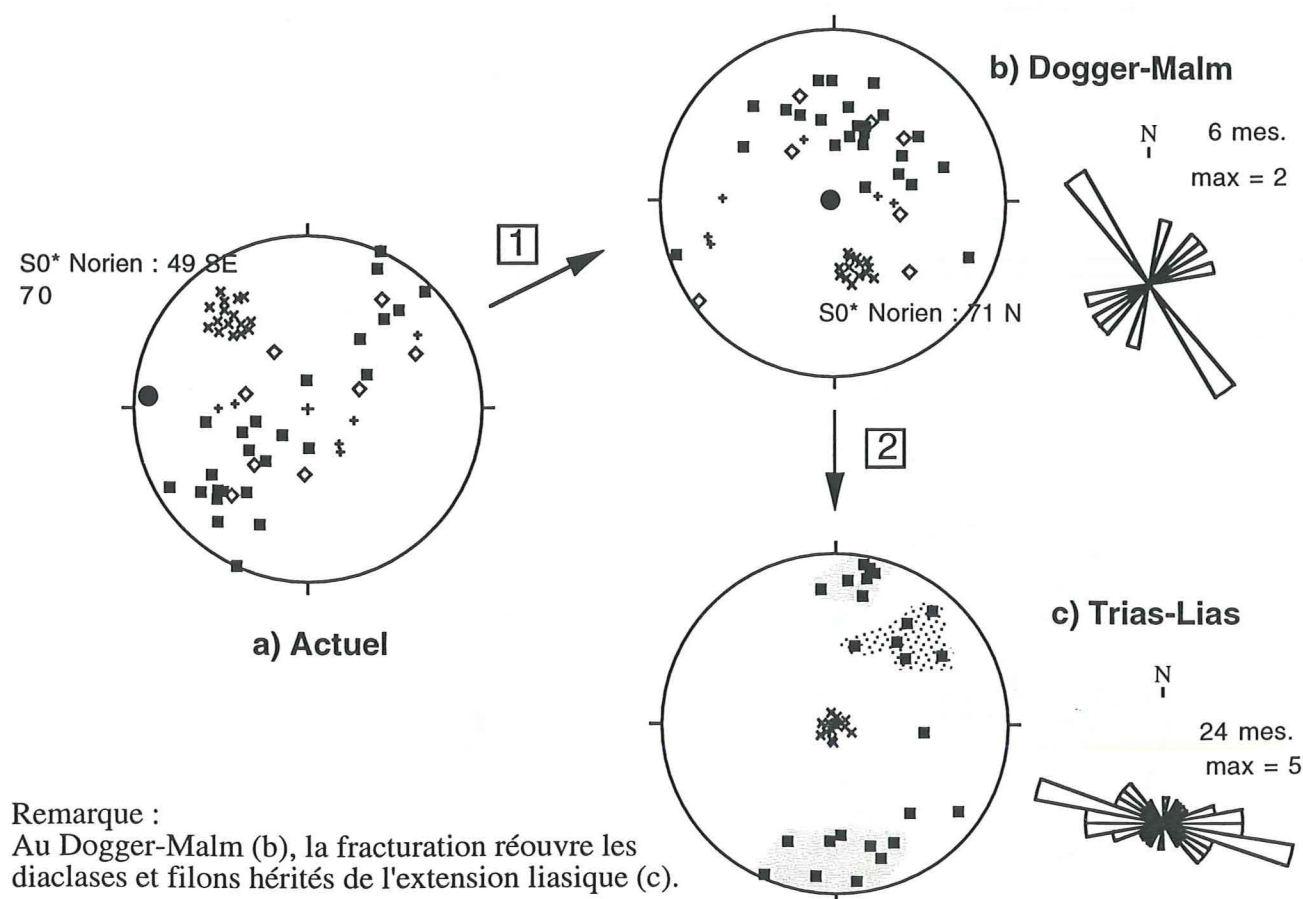 b) Dogger-Malm
N
6 mes.
max = 2
S0* Norien : 71 N
1
S0* Norien : 49 SE
70
a) Actuel
2
c) Trias-Lias
N
24 mes.
max = 5
Remarque :
Au Dogger-Malm (b), la fracturation réouvre les
diaclases et filons hérités de l'extension liasique (c).